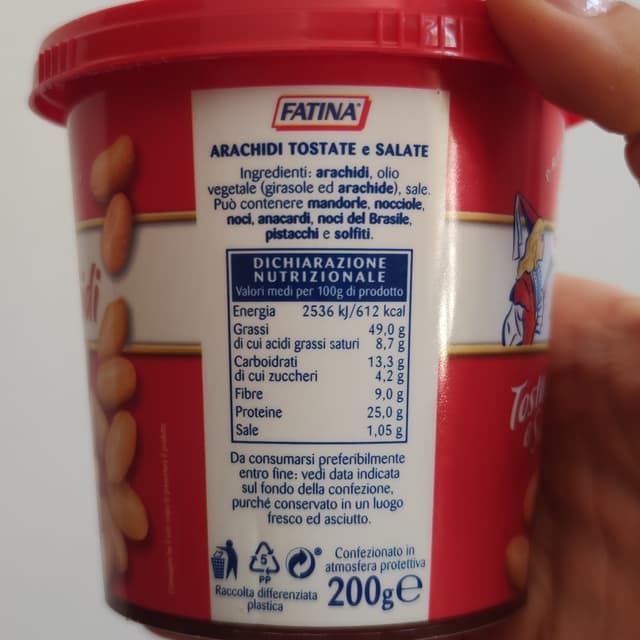 FATINA®
ARACHIDI TOSTATE e SALATE
Ingredienti: arachidi, olio
vegetale (girasole ed arachide), sale.
Può contenere mandorle, nocciole,
noci, anacardi, noci del Brasile,
pistacchi e solfiti.
DICHIARAZIONE
NUTRIZIONALE
Valori medi per 100g di prodotto
Energia 2536 kJ/612 kcal
Grassi 49,0 g
di cui acidi grassi saturi 8,7 g
Carboidrati 13,3 g
di cui zuccheri 4,2 g
Fibre 9,0 g
Proteine 25,0 g
Sale 1,05 g
Da consumarsi preferibilmente
entro fine: vedi data indicata
sul fondo della confezione,
purché conservato in un luogo
fresco ed asciutto.
5
PP
Raccolta differenziata
plastica
Confezionato in
atmosfera protettiva
200g e